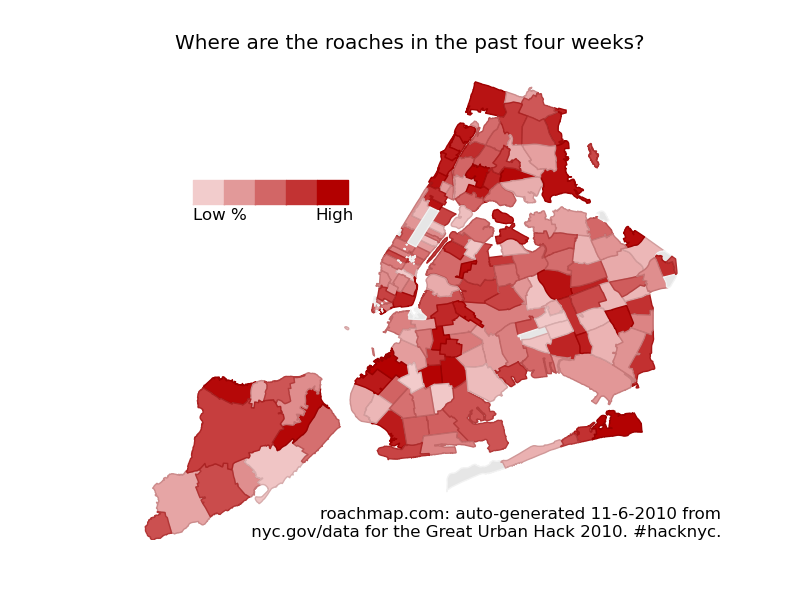 Where are the roaches in the past four weeks?
Low % High
roachmap.com: auto-generated 11-6-2010 from
nyc.gov/data for the Great Urban Hack 2010. #hacknyc.